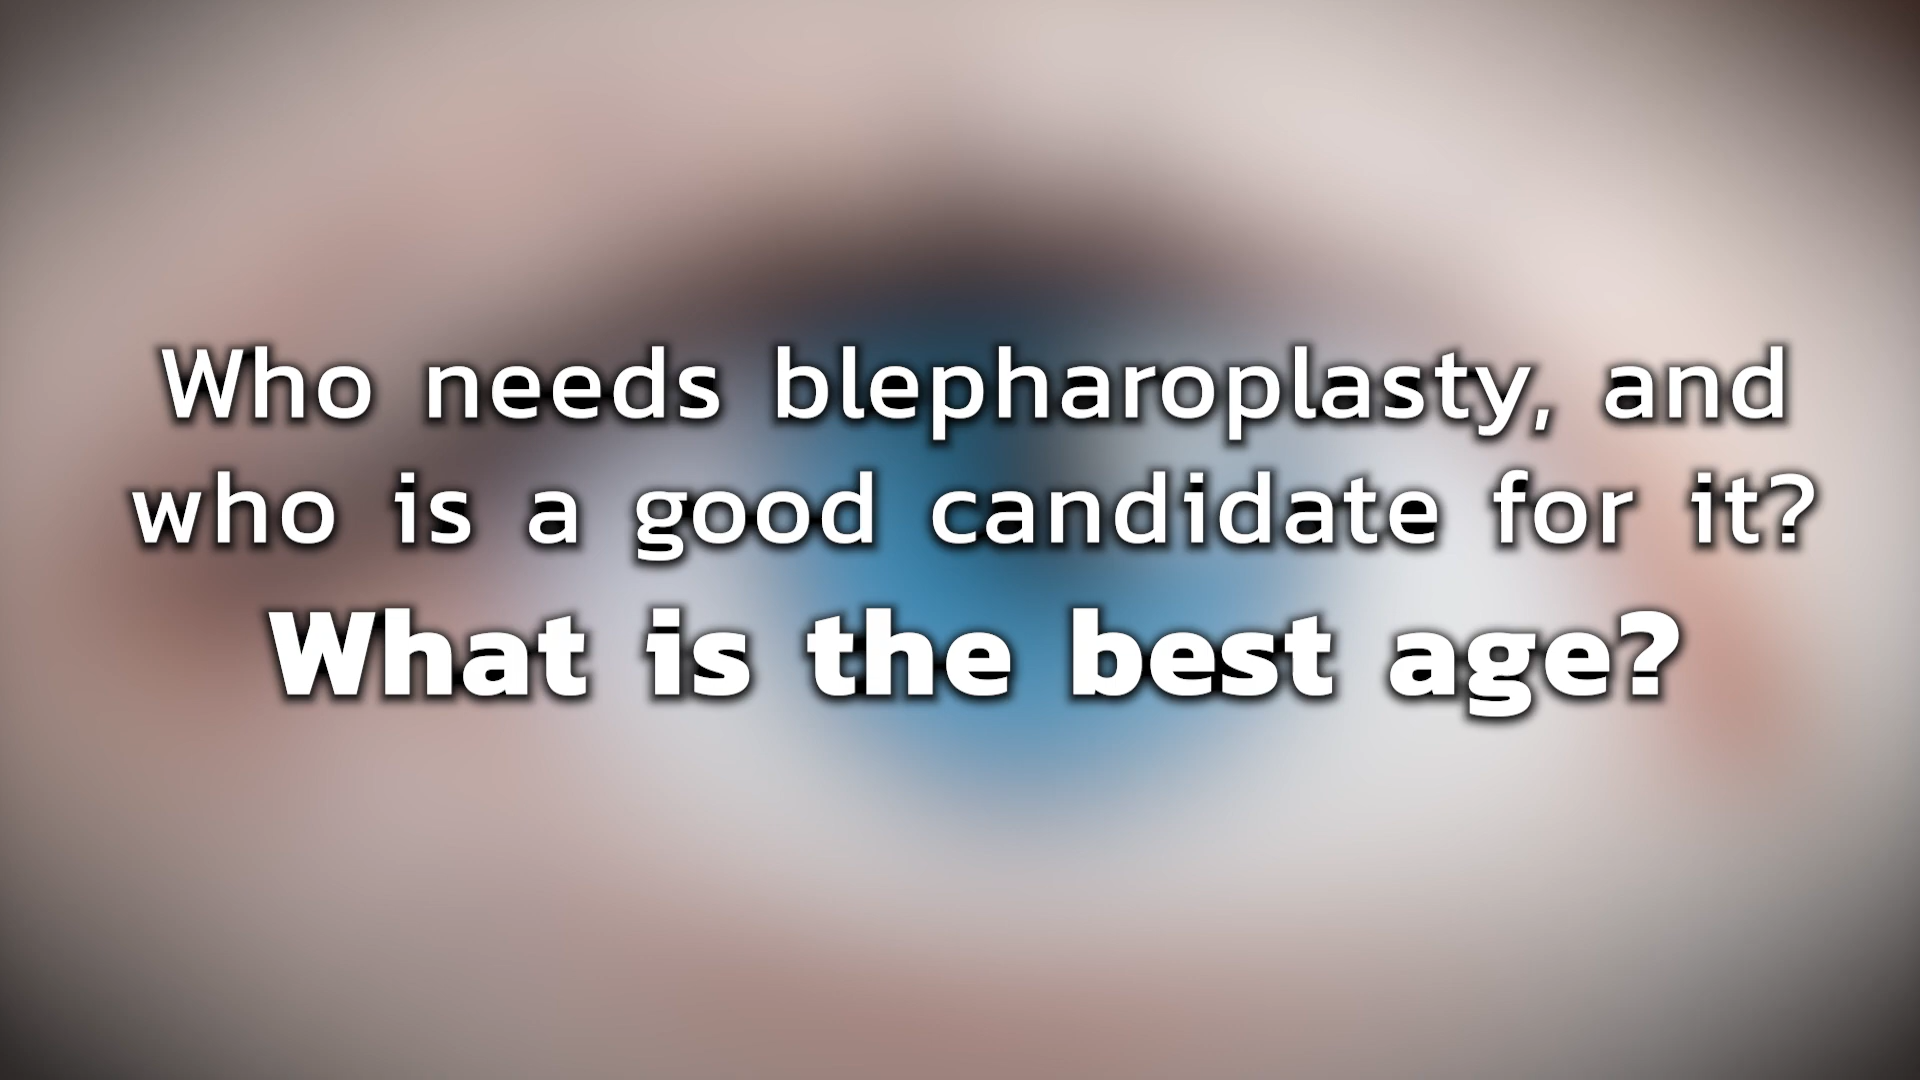 Who needs blepharoplasty, and
who is a good candidate for it?
What is the best age?